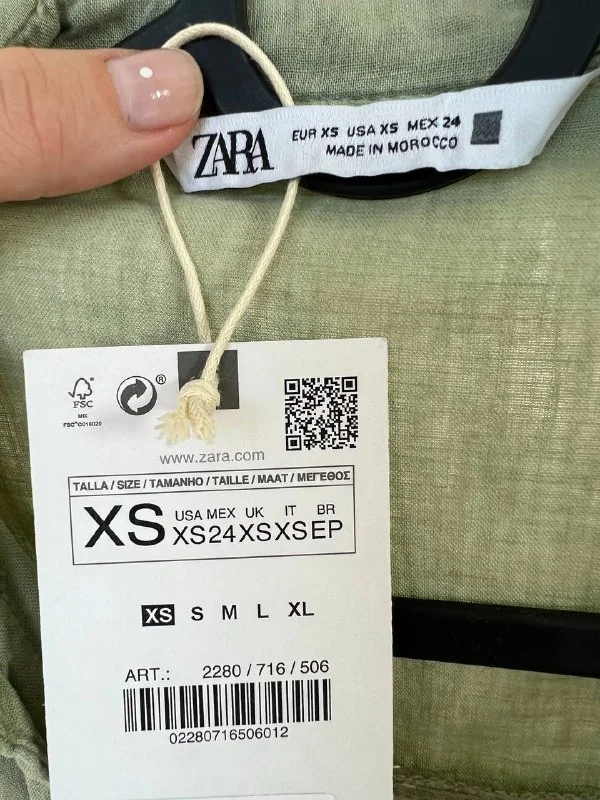 ZARA
EUR XS USA XS MEX 24
MADE IN MOROCCO
®
FSC
MIX
FSC® C015020
www.zara.com
TALLA / SIZE / TAMANHO / TAILLE / MAAT / ΜΕΓΕΘΟΣ
XS
USA MEX UK IT BR
XS 24 XS XS EP
XS S M L XL
ART.: 2280 / 716 / 506
02280716506012